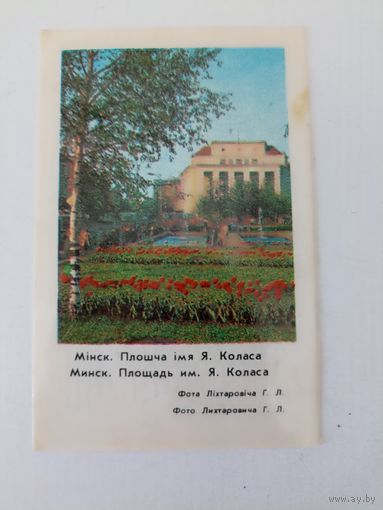 Мінск. Плошча імя Я. Коласа
Минск. Площадь им. Я. Коласа
Фота Ліхтаровіча Г. Л.
Фото Лихтаровича Г. Л.
www.ay.by